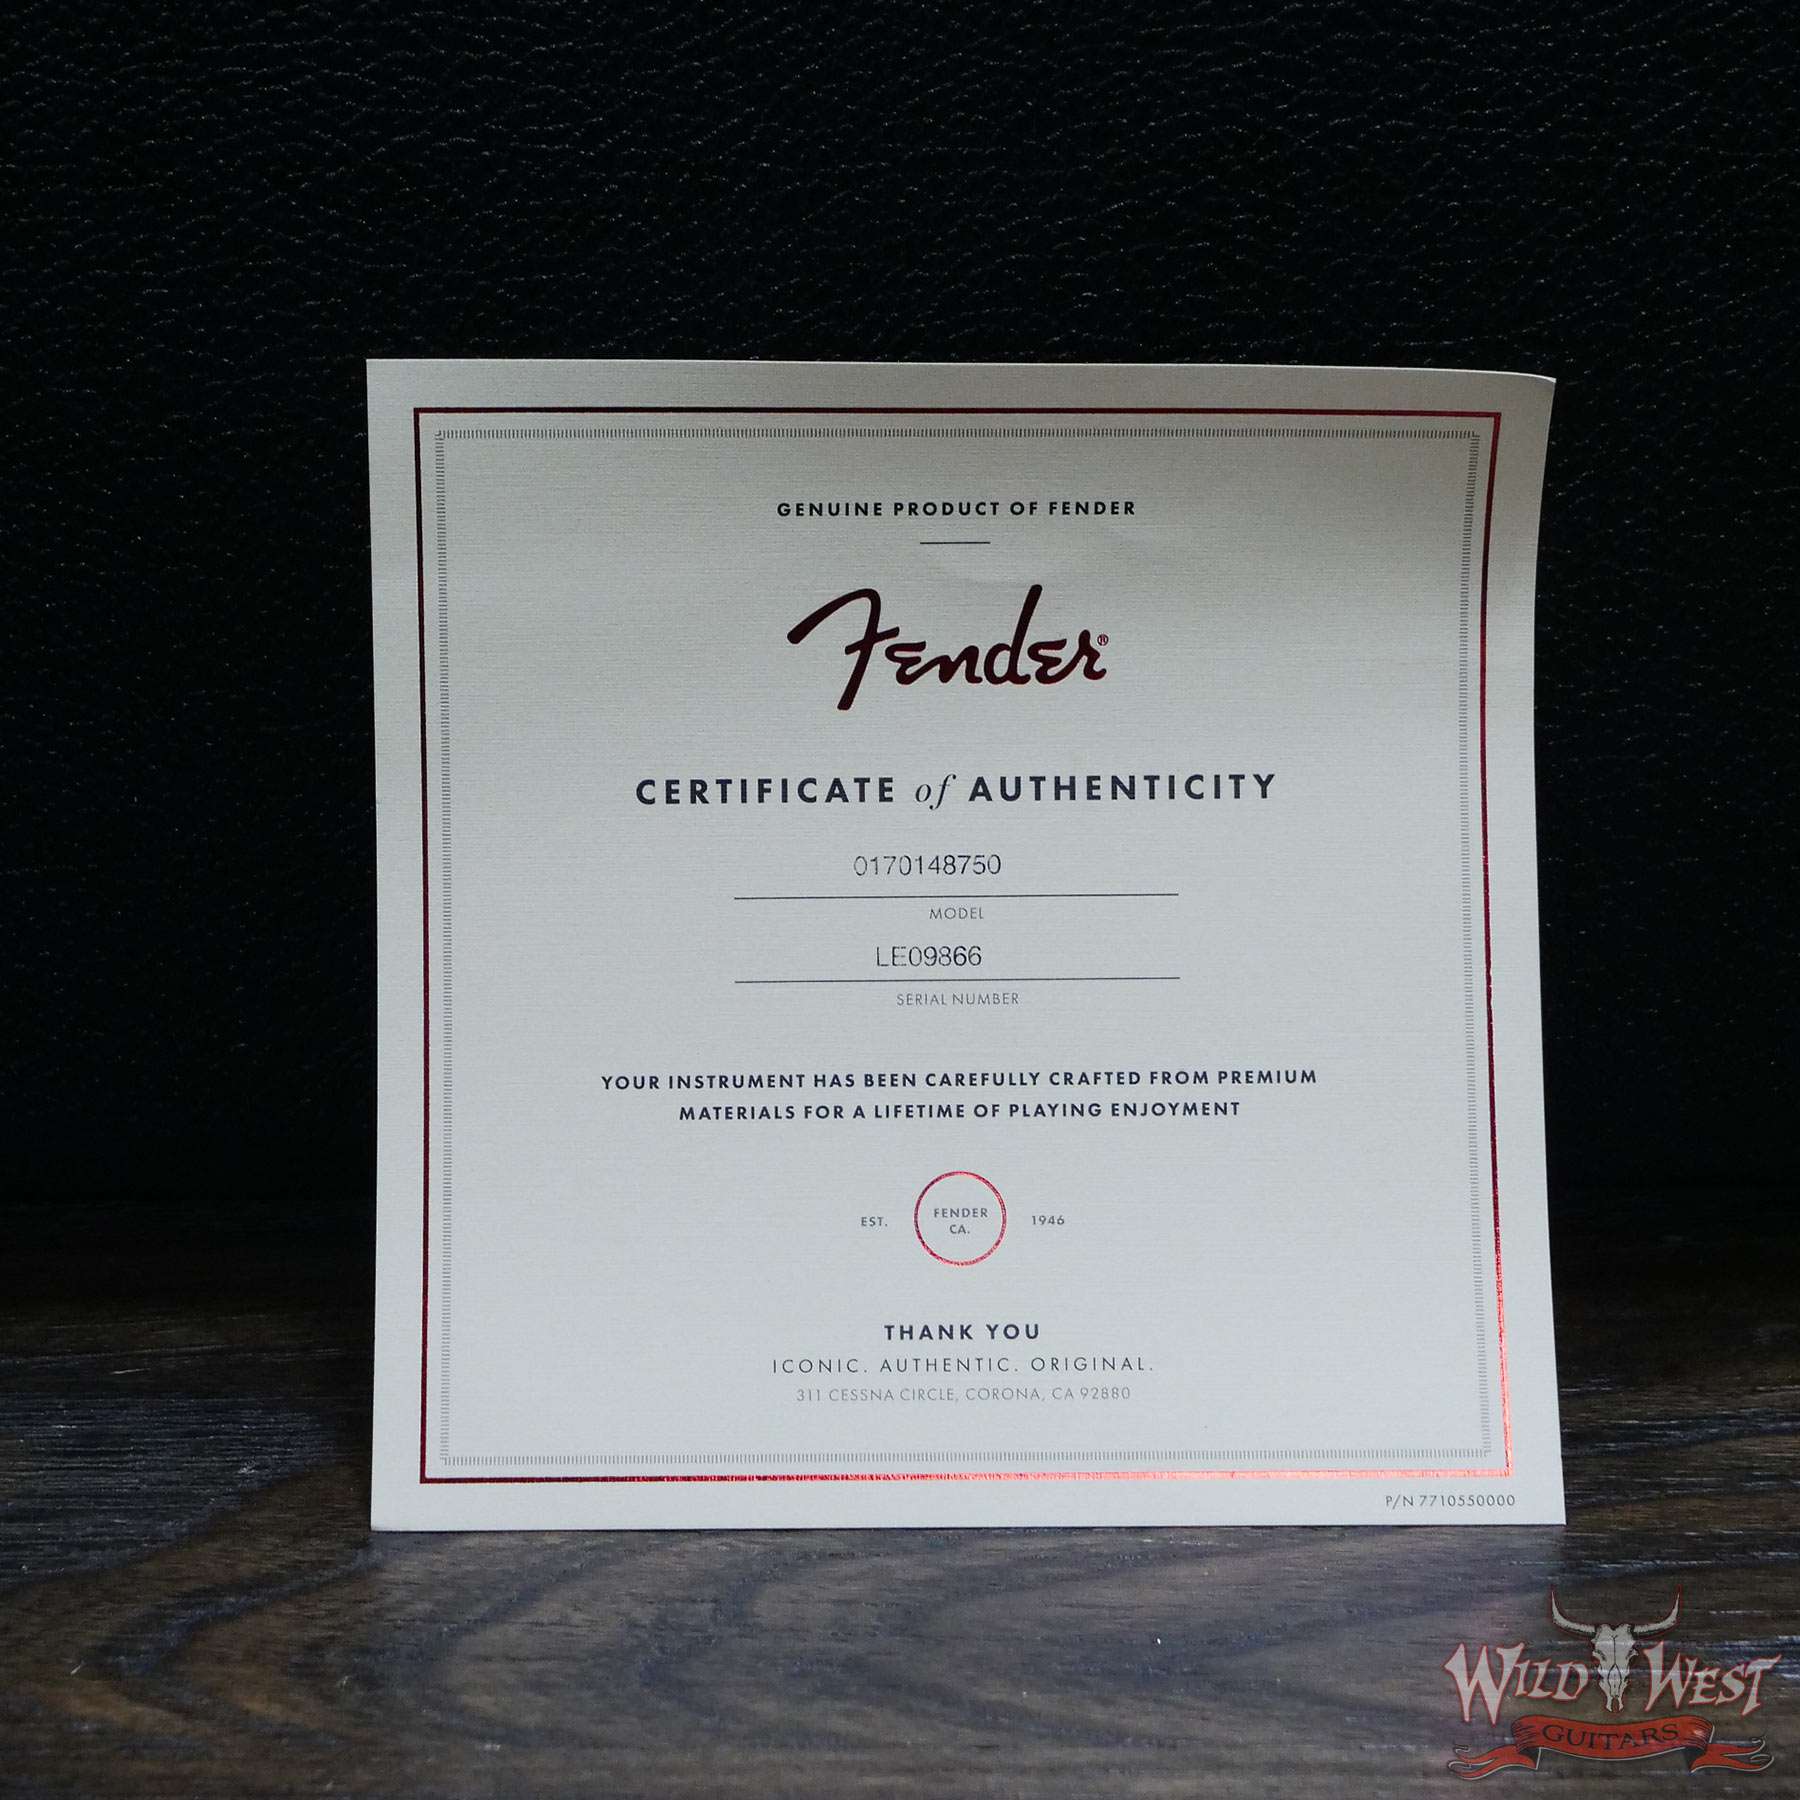 GENUINE PRODUCT OF FENDER
Fender®
CERTIFICATE of AUTHENTICITY
0170148750
MODEL
LE09866
SERIAL NUMBER
YOUR INSTRUMENT HAS BEEN CAREFULLY CRAFTED FROM PREMIUM
MATERIALS FOR A LIFETIME OF PLAYING ENJOYMENT
EST. FENDER 1946
CA.
THANK YOU
ICONIC. AUTHENTIC. ORIGINAL.
311 CESSNA CIRCLE, CORONA, CA 92880
P/N 7710550000
WILD WEST
GUITARS